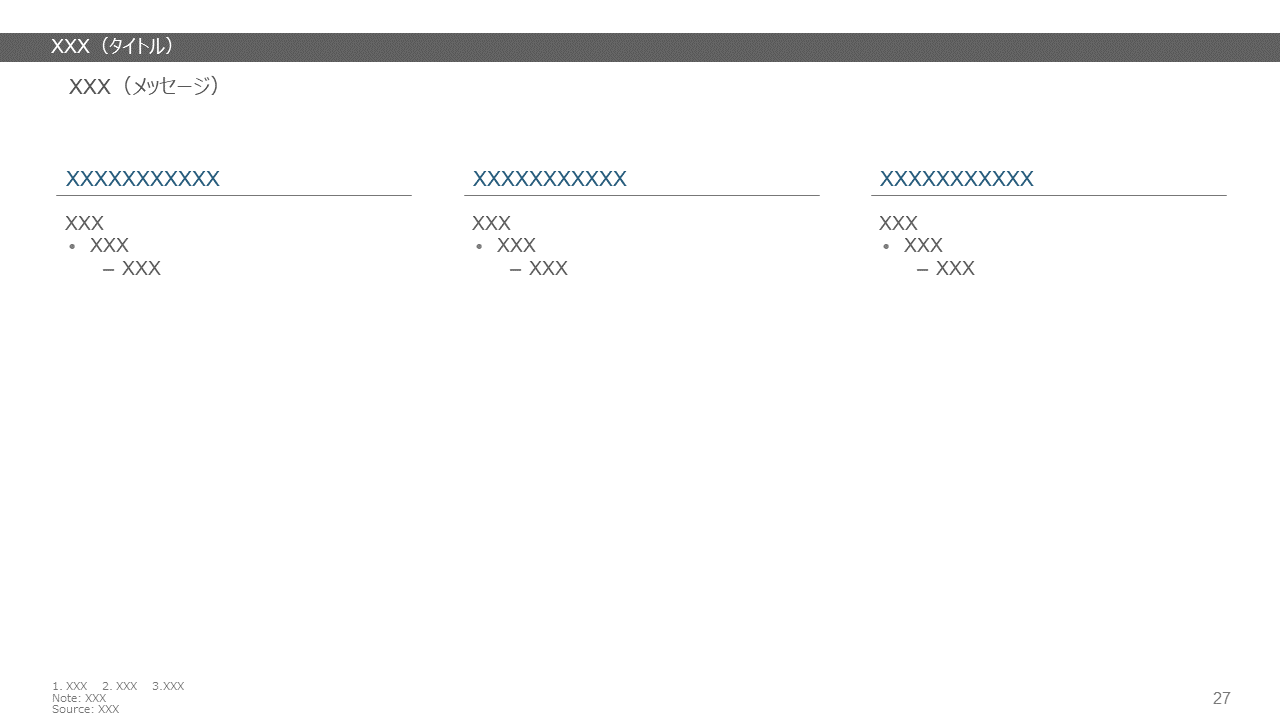 XXX（タイトル）
XXX（メッセージ）
XXXXXXXXXXX
XXX
• XXX
– XXX
XXXXXXXXXXX
XXX
• XXX
– XXX
XXXXXXXXXXX
XXX
• XXX
– XXX
1. XXX 2. XXX 3.XXX
Note: XXX
Source: XXX
27